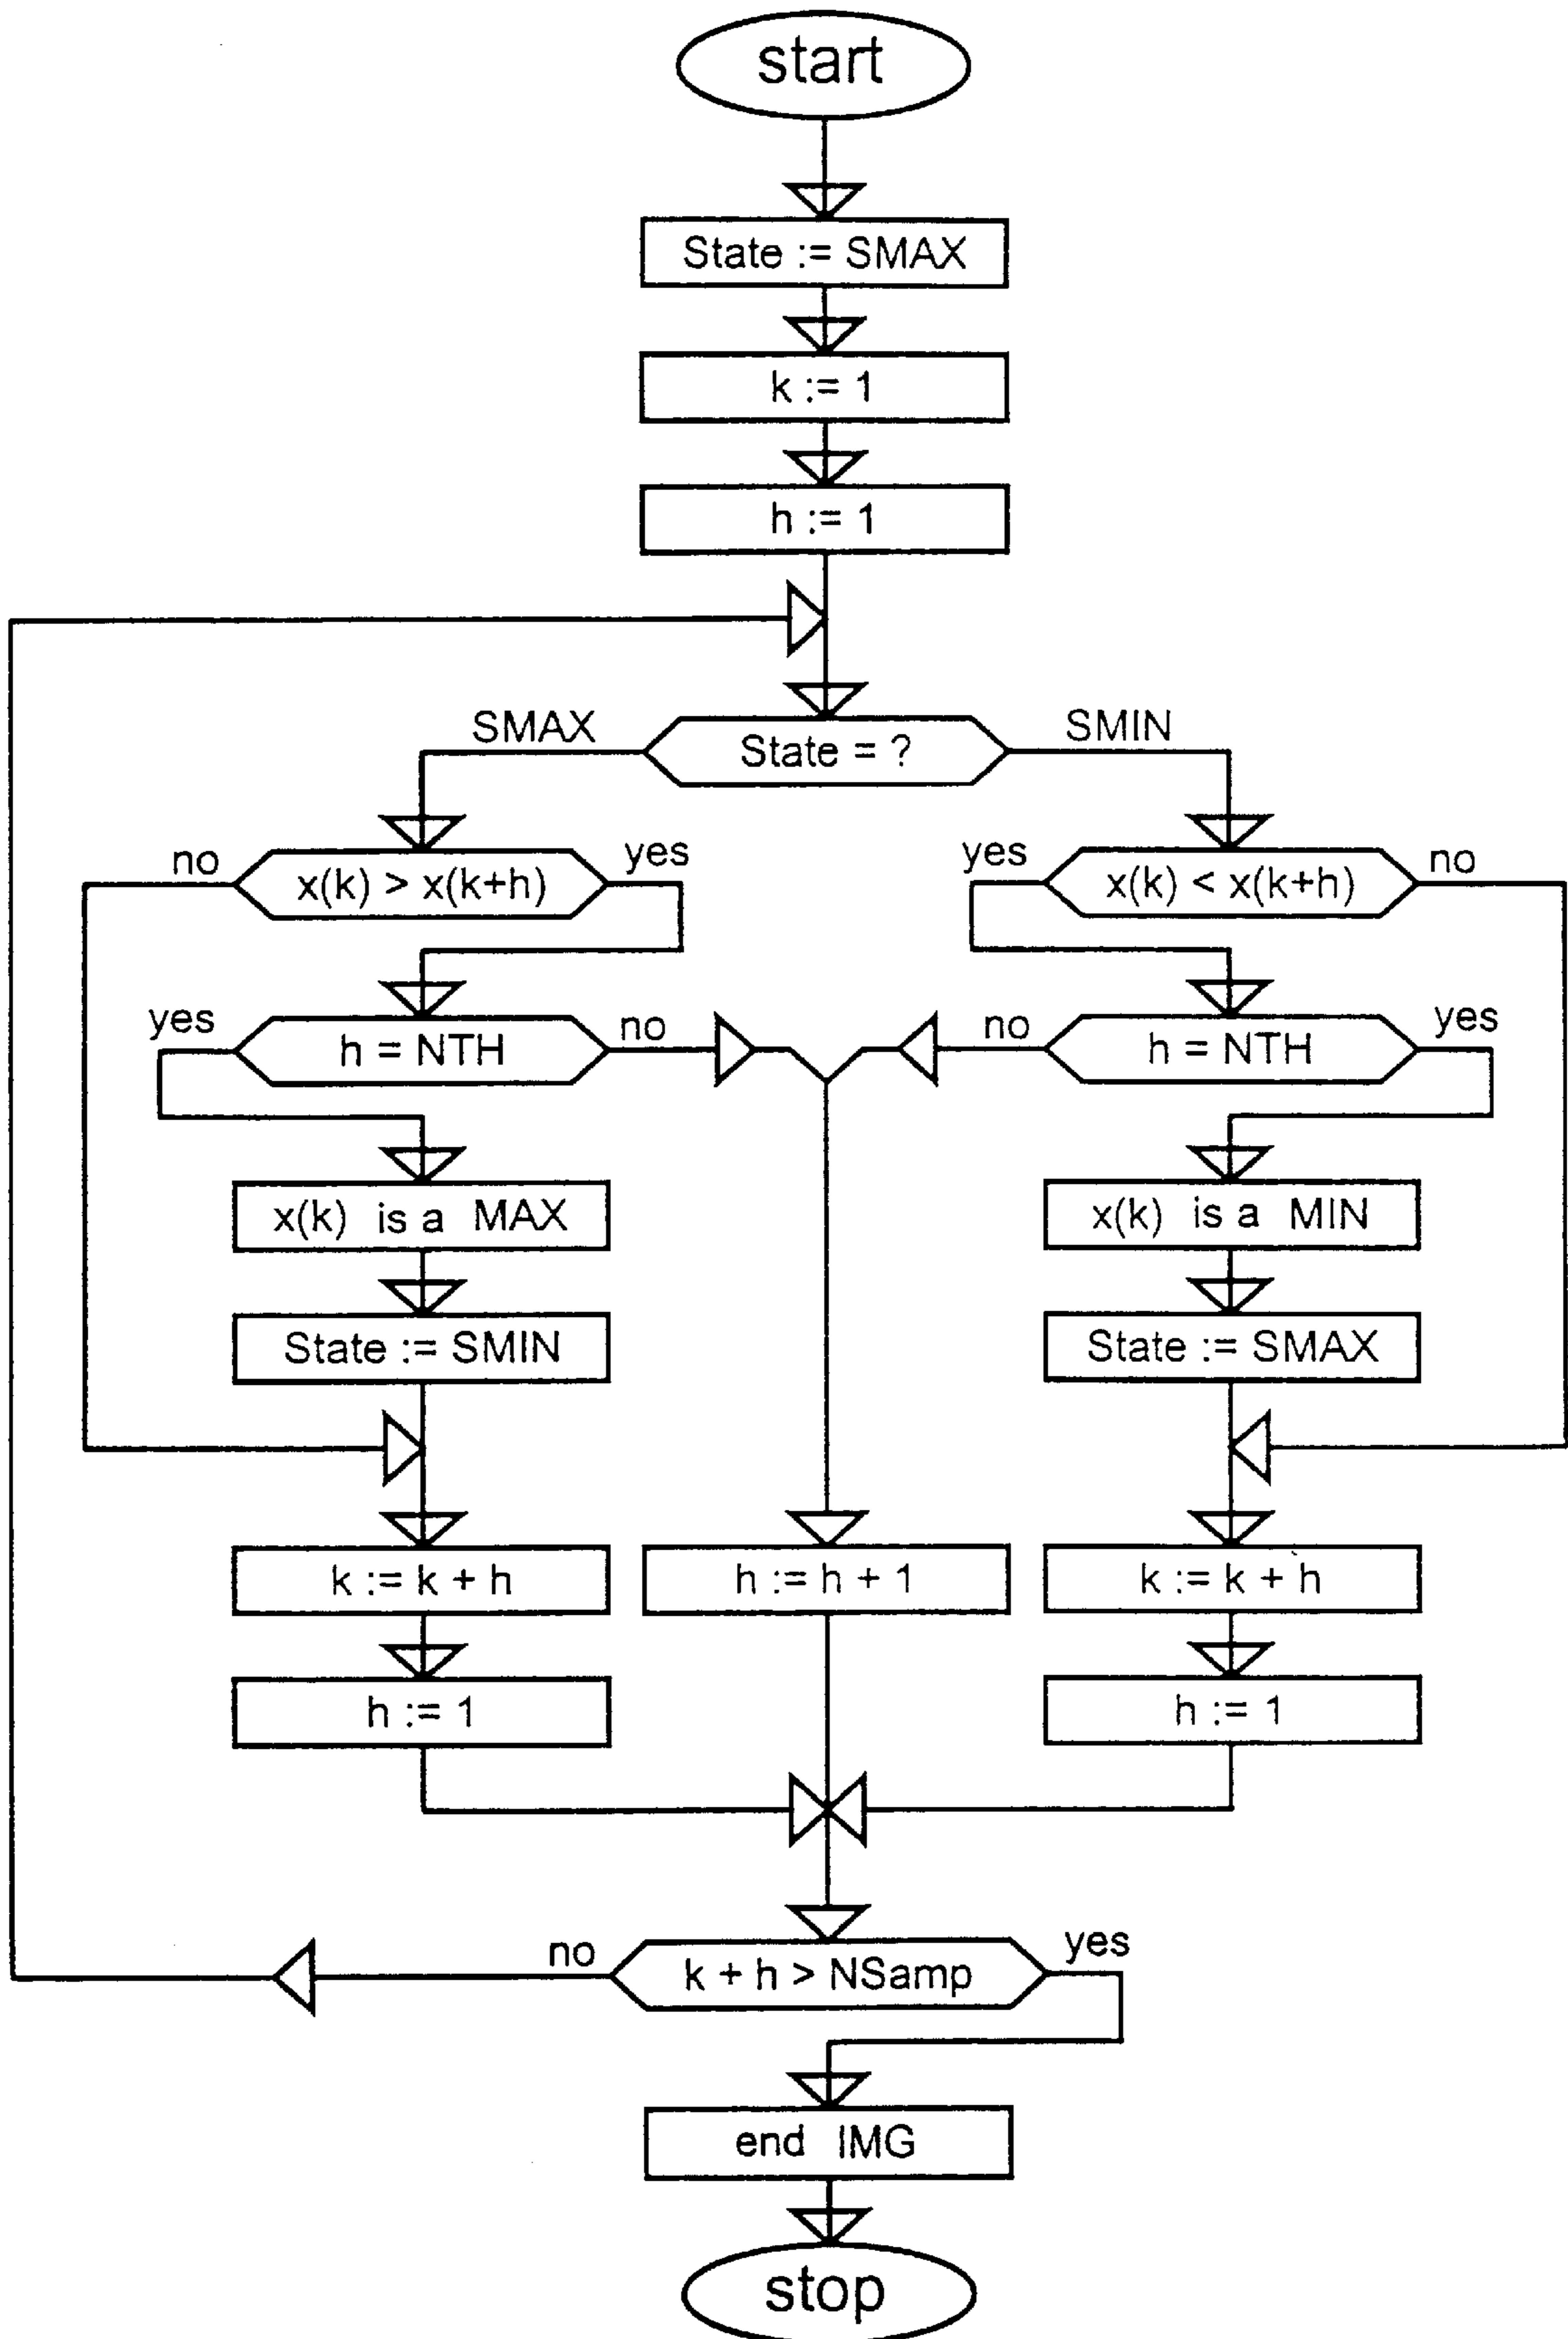 start
State := SMAX
k := 1
h := 1
SMAX
State = ?
SMIN
no
x(k) > x(k+h)
yes
yes
x(k) < x(k+h)
no
yes
h = NTH
no
no
h = NTH
yes
x(k) is a MAX
x(k) is a MIN
State := SMIN
State := SMAX
k := k + h
h := h + 1
k := k + h
h := 1
h := 1
no
k + h > NSamp
yes
end IMG
stop